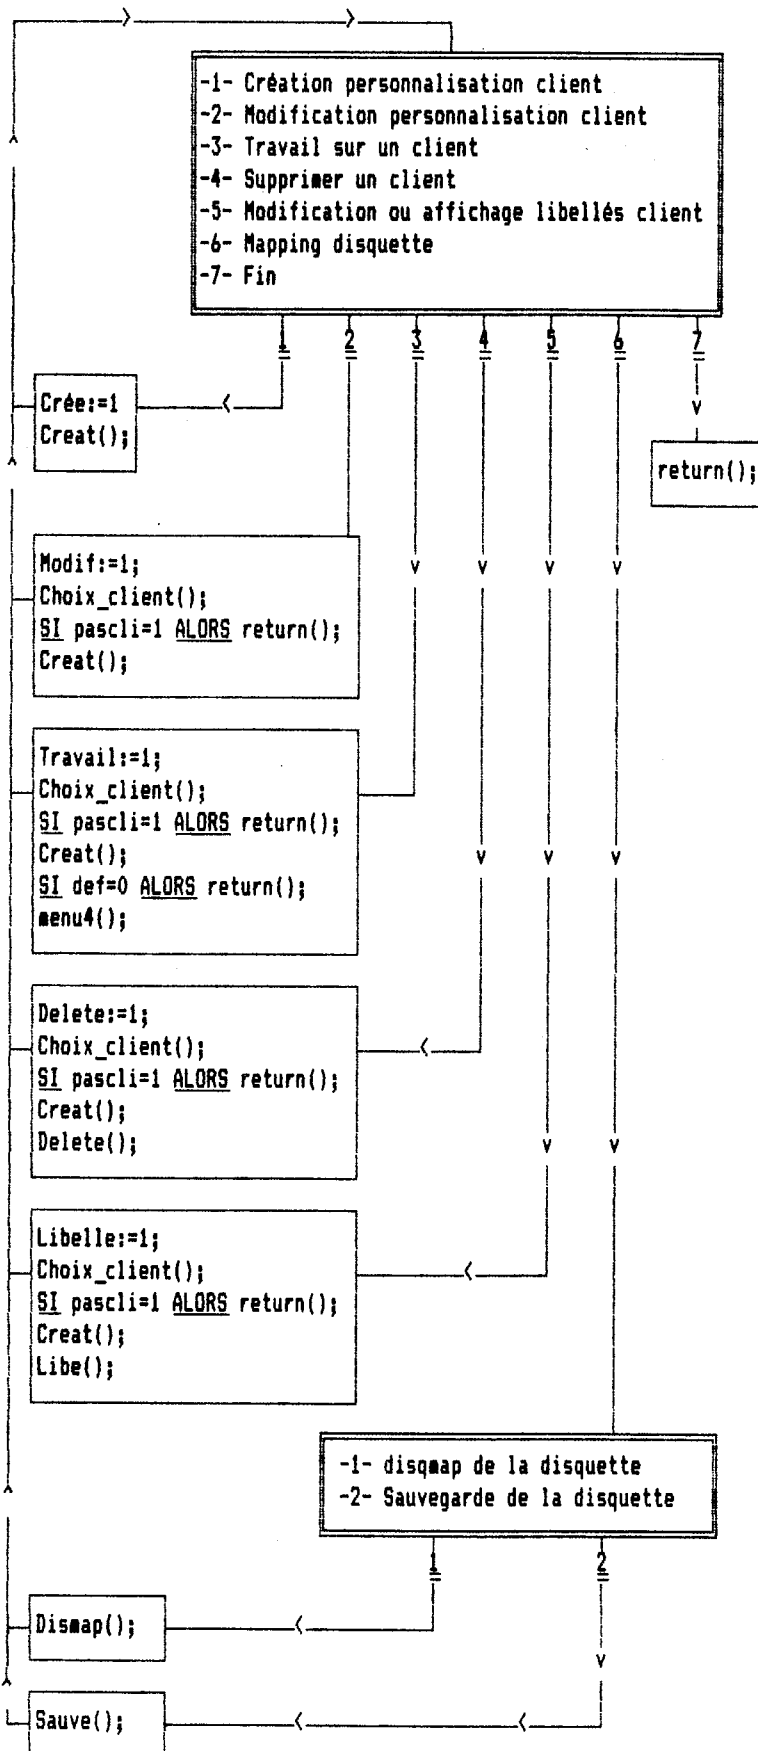 -1- Création personnalisation client
-2- Modification personnalisation client
-3- Travail sur un client
-4- Supprimer un client
-5- Modification ou affichage libellés client
-6- Mapping disquette
-7- Fin
1 2 3 4 5 6 7
Crée:=1
Creat();
return();
Modif:=1;
Choix_client();
SI pascli=1 ALORS return();
Creat();
Travail:=1;
Choix_client();
SI pascli=1 ALORS return();
Creat();
SI def=0 ALORS return();
menu4();
Delete:=1;
Choix_client();
SI pascli=1 ALORS return();
Creat();
Delete();
Libelle:=1;
Choix_client();
SI pascli=1 ALORS return();
Creat();
Libe();
-1- disqmap de la disquette
-2- Sauvegarde de la disquette
1 2
Dismap();
Sauve();